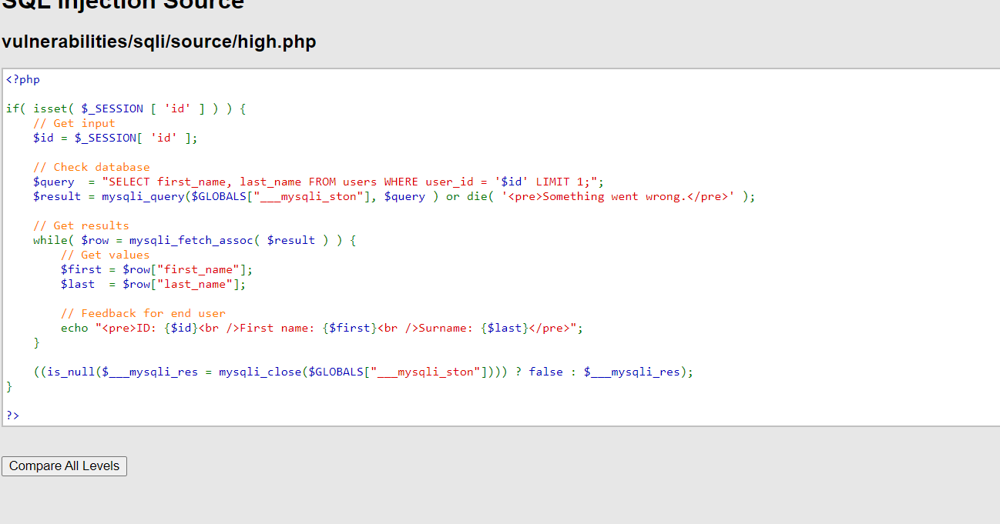 SQL Injection Source
vulnerabilities/sqli/source/high.php
<?php
if( isset( $_SESSION [ 'id' ] ) ) {
    // Get input
    $id = $_SESSION[ 'id' ];
    // Check database
    $query  = "SELECT first_name, last_name FROM users WHERE user_id = '$id' LIMIT 1;";
    $result = mysqli_query($GLOBALS["___mysqli_ston"], $query ) or die( '<pre>Something went wrong.</pre>' );
    // Get results
    while( $row = mysqli_fetch_assoc( $result ) ) {
        // Get values
        $first = $row["first_name"];
        $last  = $row["last_name"];
        // Feedback for end user
        echo "<pre>ID: {$id}<br />First name: {$first}<br />Surname: {$last}</pre>";
    }
    ((is_null($___mysqli_res = mysqli_close($GLOBALS["___mysqli_ston"]))) ? false : $___mysqli_res);
}
?>
Compare All Levels